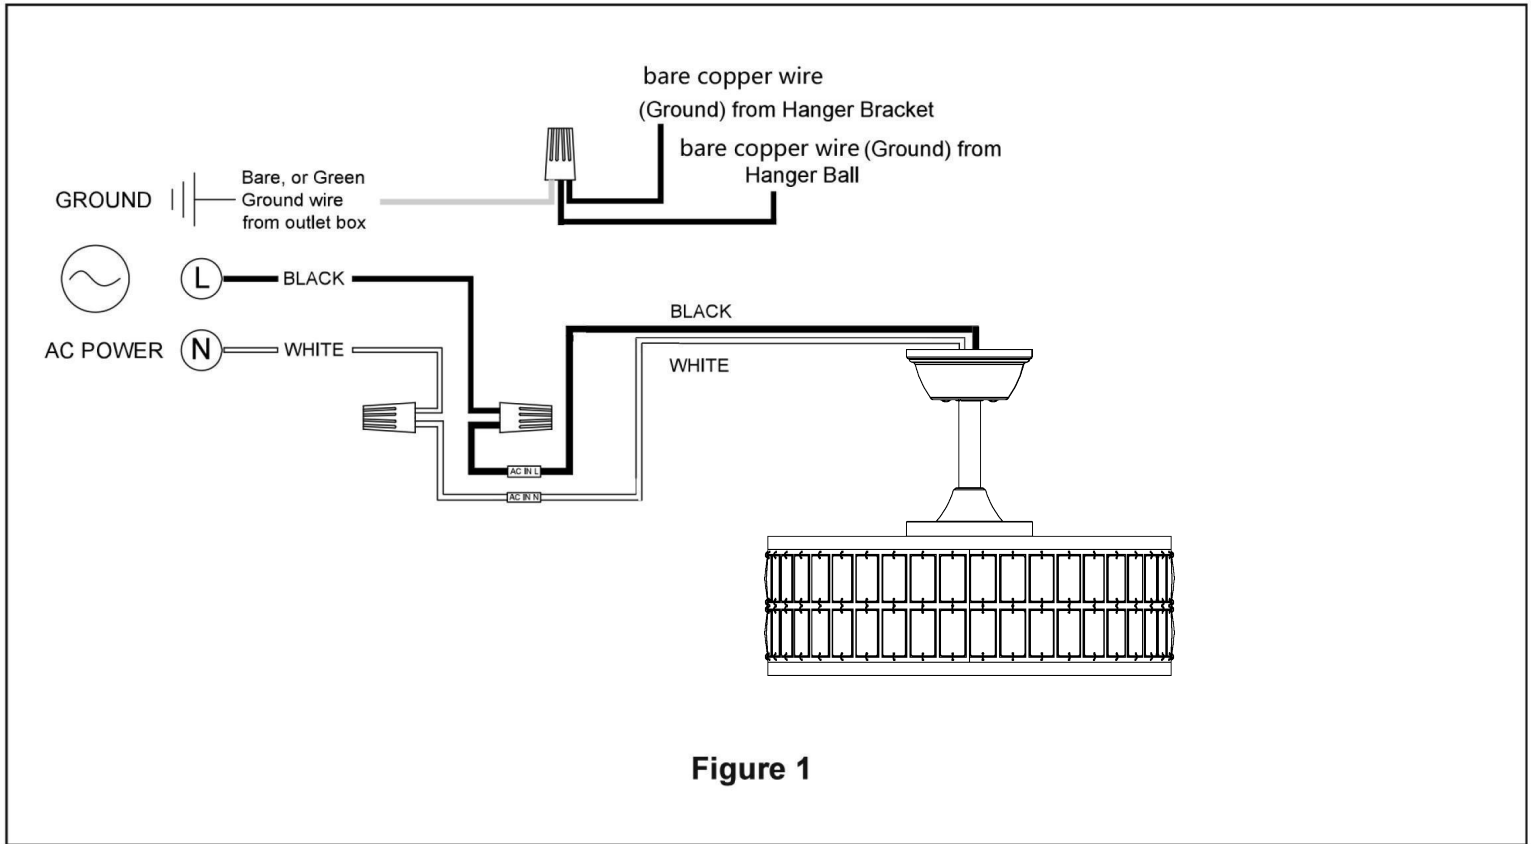 bare copper wire
(Ground) from Hanger Bracket
bare copper wire (Ground) from
Hanger Ball
GROUND
Bare, or Green
Ground wire
from outlet box
L
BLACK
AC POWER
N
WHITE
BLACK
WHITE
AC IN L
AC IN N
Figure 1